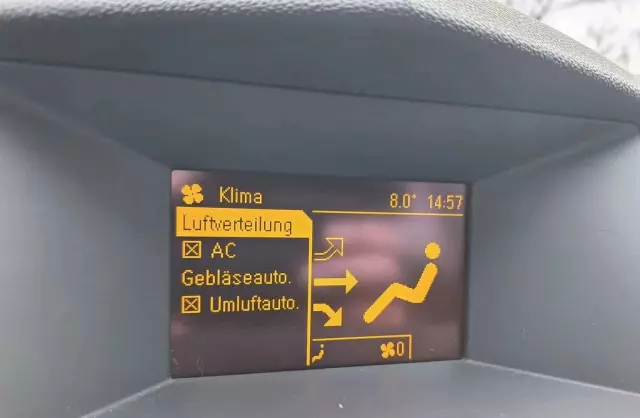 Klima 8.0° 14:57
Luftverteilung
☒ AC
Gebläseauto.
☒ Umluftauto.
0